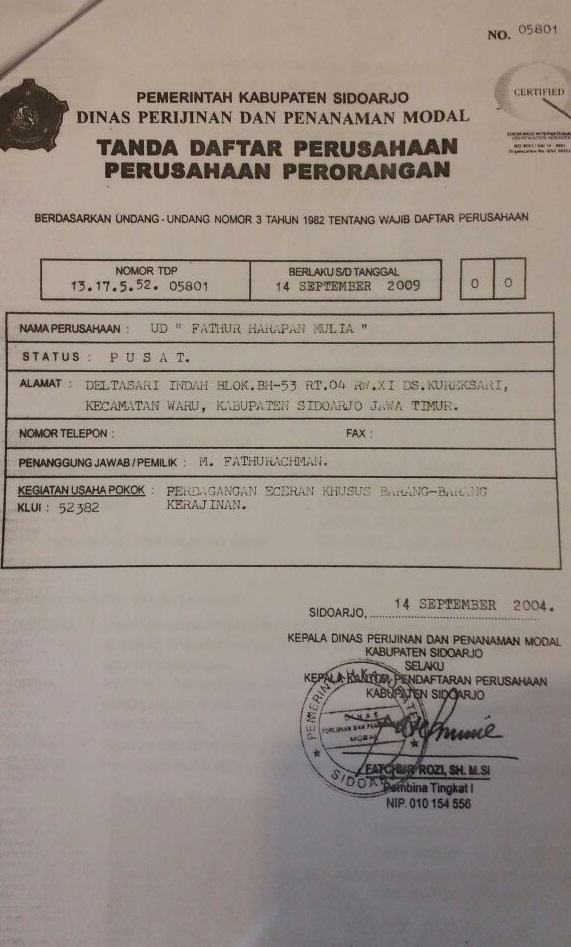 NO. 05801
CERTIFIED
PEMERINTAH KABUPATEN SIDOARJO
DINAS PERIJINAN DAN PENANAMAN MODAL
TANDA DAFTAR PERUSAHAAN
PERUSAHAAN PERORANGAN
BERDASARKAN UNDANG - UNDANG NOMOR 3 TAHUN 1982 TENTANG WAJIB DAFTAR PERUSAHAAN
NOMOR TDP
13.17.5.52. 05801
BERLAKU S/D TANGGAL
14 SEPTEMBER 2009
0 0
NAMA PERUSAHAAN : UD " FATHUR HARAPAN MULIA "
STATUS : P U S A T.
ALAMAT : DELTASARI INDAH BLOK.BH-53 RT.04 RW.XI DS.KUREKSARI,
KECAMATAN WARU, KABUPATEN SIDOARJO JAWA TIMUR.
NOMOR TELEPON : FAX :
PENANGGUNG JAWAB / PEMILIK : M. FATHURACHMAN.
KEGIATAN USAHA POKOK : PERDAGANGAN ECERAN KHUSUS BARANG-BARANG
KLUI : 52382 KERAJINAN.
SIDOARJO, 14 SEPTEMBER 2004.
KEPALA DINAS PERIJINAN DAN PENANAMAN MODAL
KABUPATEN SIDOARJO
SELAKU
KEPALA KANTOR PENDAFTARAN PERUSAHAAN
KABUPATEN SIDOARJO
PEMERINTAH KABUPATEN
DINAS
PERIJINAN DAN
MODAL
SIDOARJO
FATCHUR ROZI, SH. M.SI
Pembina Tingkat I
NIP. 010 154 556